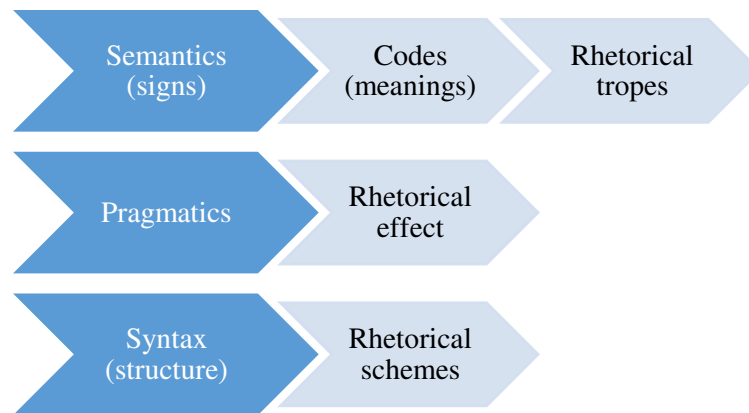 Semantics
(signs)
Codes
(meanings)
Rhetorical
tropes
Pragmatics
Rhetorical
effect
Syntax
(structure)
Rhetorical
schemes